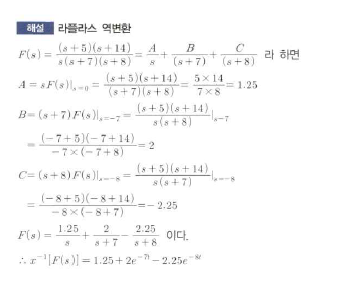 해설 라플라스 역변환
F(s) = (s+5)(s+14) / s(s+7)(s+8) = A/s + B/(s+7) + C/(s+8) 라 하면
A = sF(s)|s=0 = (s+5)(s+14) / (s+7)(s+8) = 5×14 / 7×8 = 1.25
B = (s+7)F(s)|s=-7 = (s+5)(s+14) / s(s+8) |s-7
= (-7+5)(-7+14) / -7×(-7+8) = 2
C = (s+8)F(s)|s=-8 = (s+5)(s+14) / s(s+7) |s=-8
= (-8+5)(-8+14) / -8×(-8+7) = -2.25
F(s) = 1.25/s + 2/(s+7) - 2.25/(s+8) 이다.
∴ x⁻¹[F(s)] = 1.25+2e^-7t -2.25e^-8t